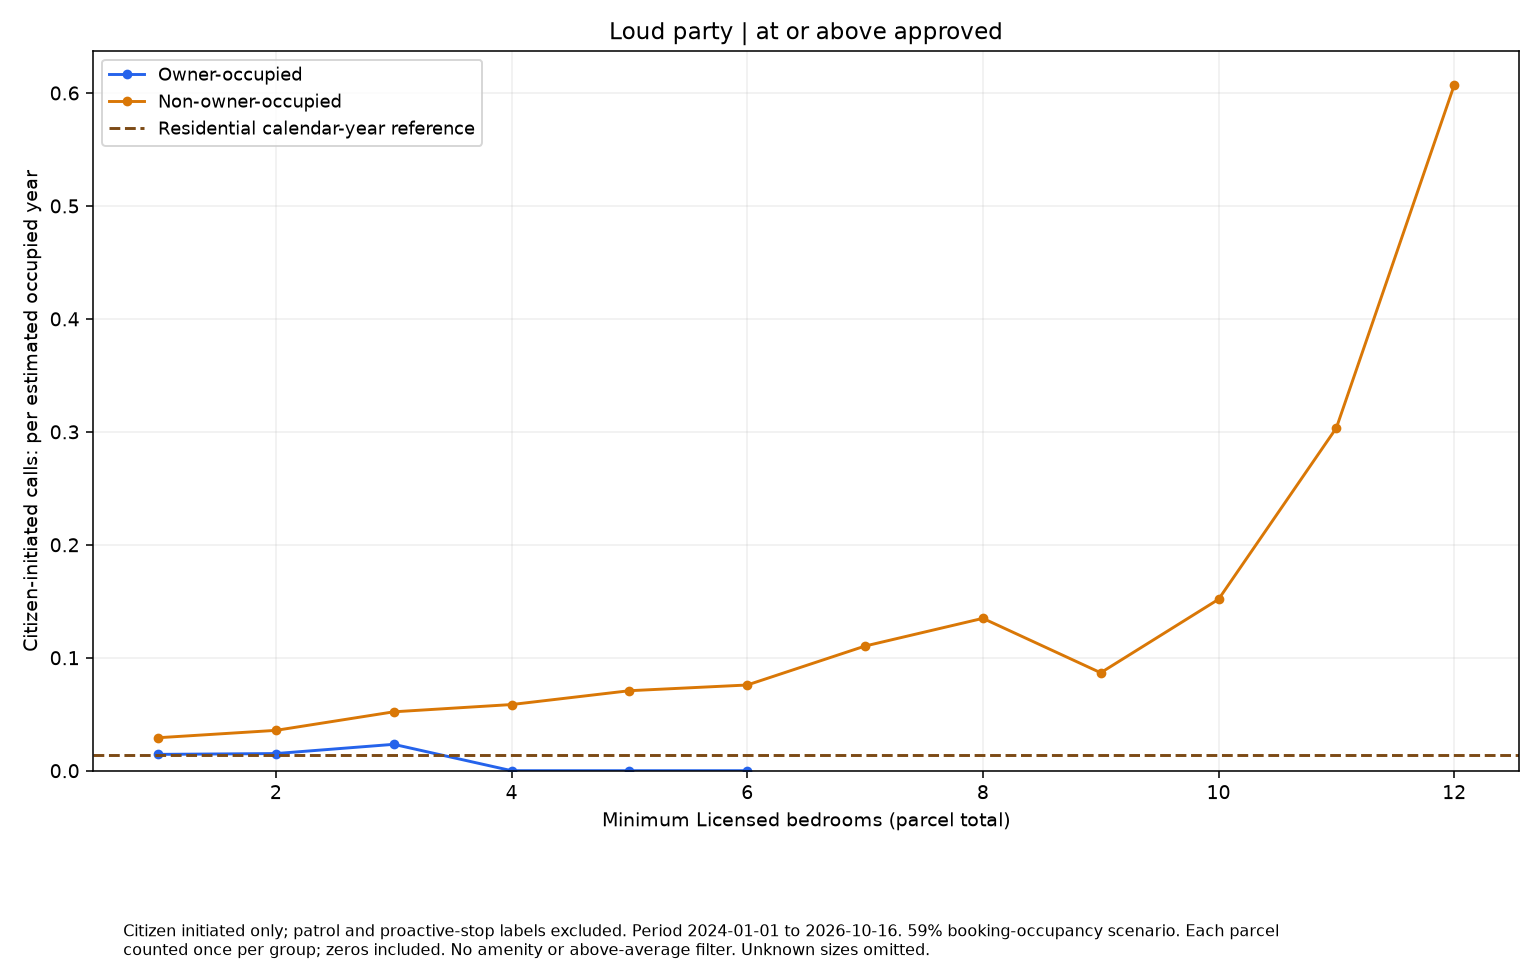 Loud party | at or above approved
Owner-occupied
Non-owner-occupied
Residential calendar-year reference
Citizen-initiated calls: per estimated occupied year
0.6
0.5
0.4
0.3
0.2
0.1
0.0
2 4 6 8 10 12
Minimum Licensed bedrooms (parcel total)
Citizen initiated only; patrol and proactive-stop labels excluded. Period 2024-01-01 to 2026-10-16. 59% booking-occupancy scenario. Each parcel
counted once per group; zeros included. No amenity or above-average filter. Unknown sizes omitted.